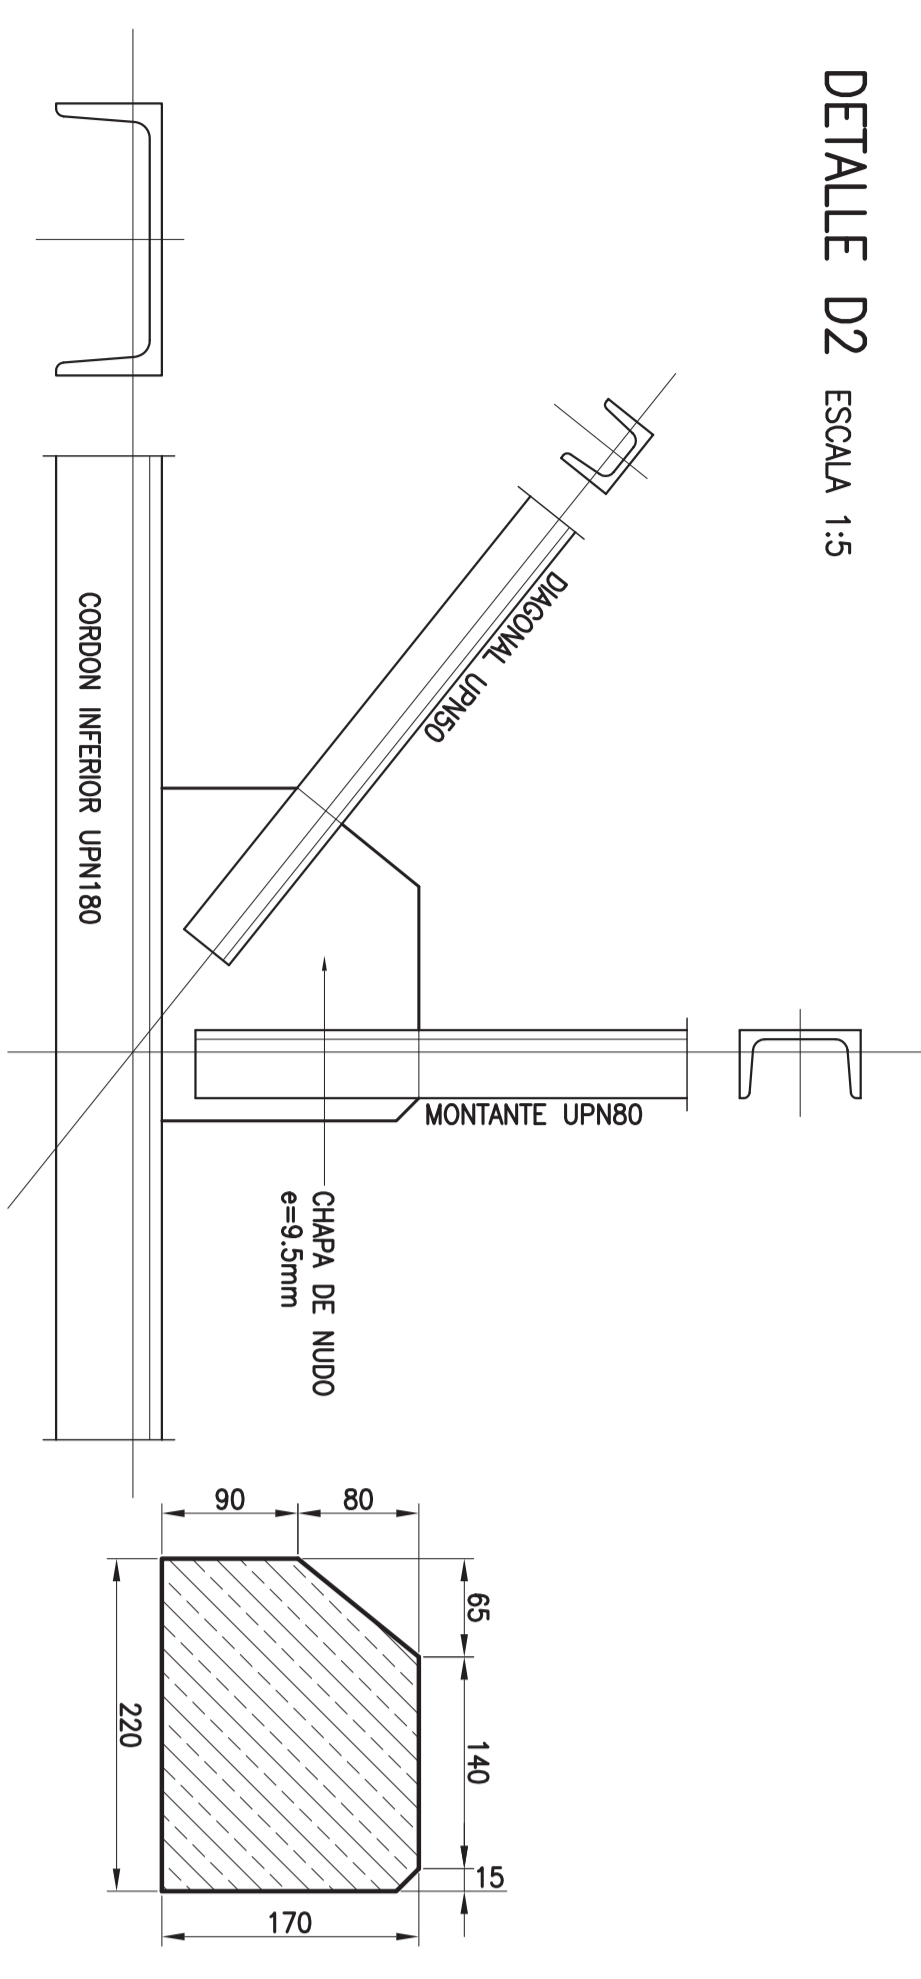 DETALLE D2 ESCALA 1:5
DIAGONAL UPN50
CORDON INFERIOR UPN180
MONTANTE UPN80
CHAPA DE NUDO
e=9.5mm
90
80
65
140
15
220
170